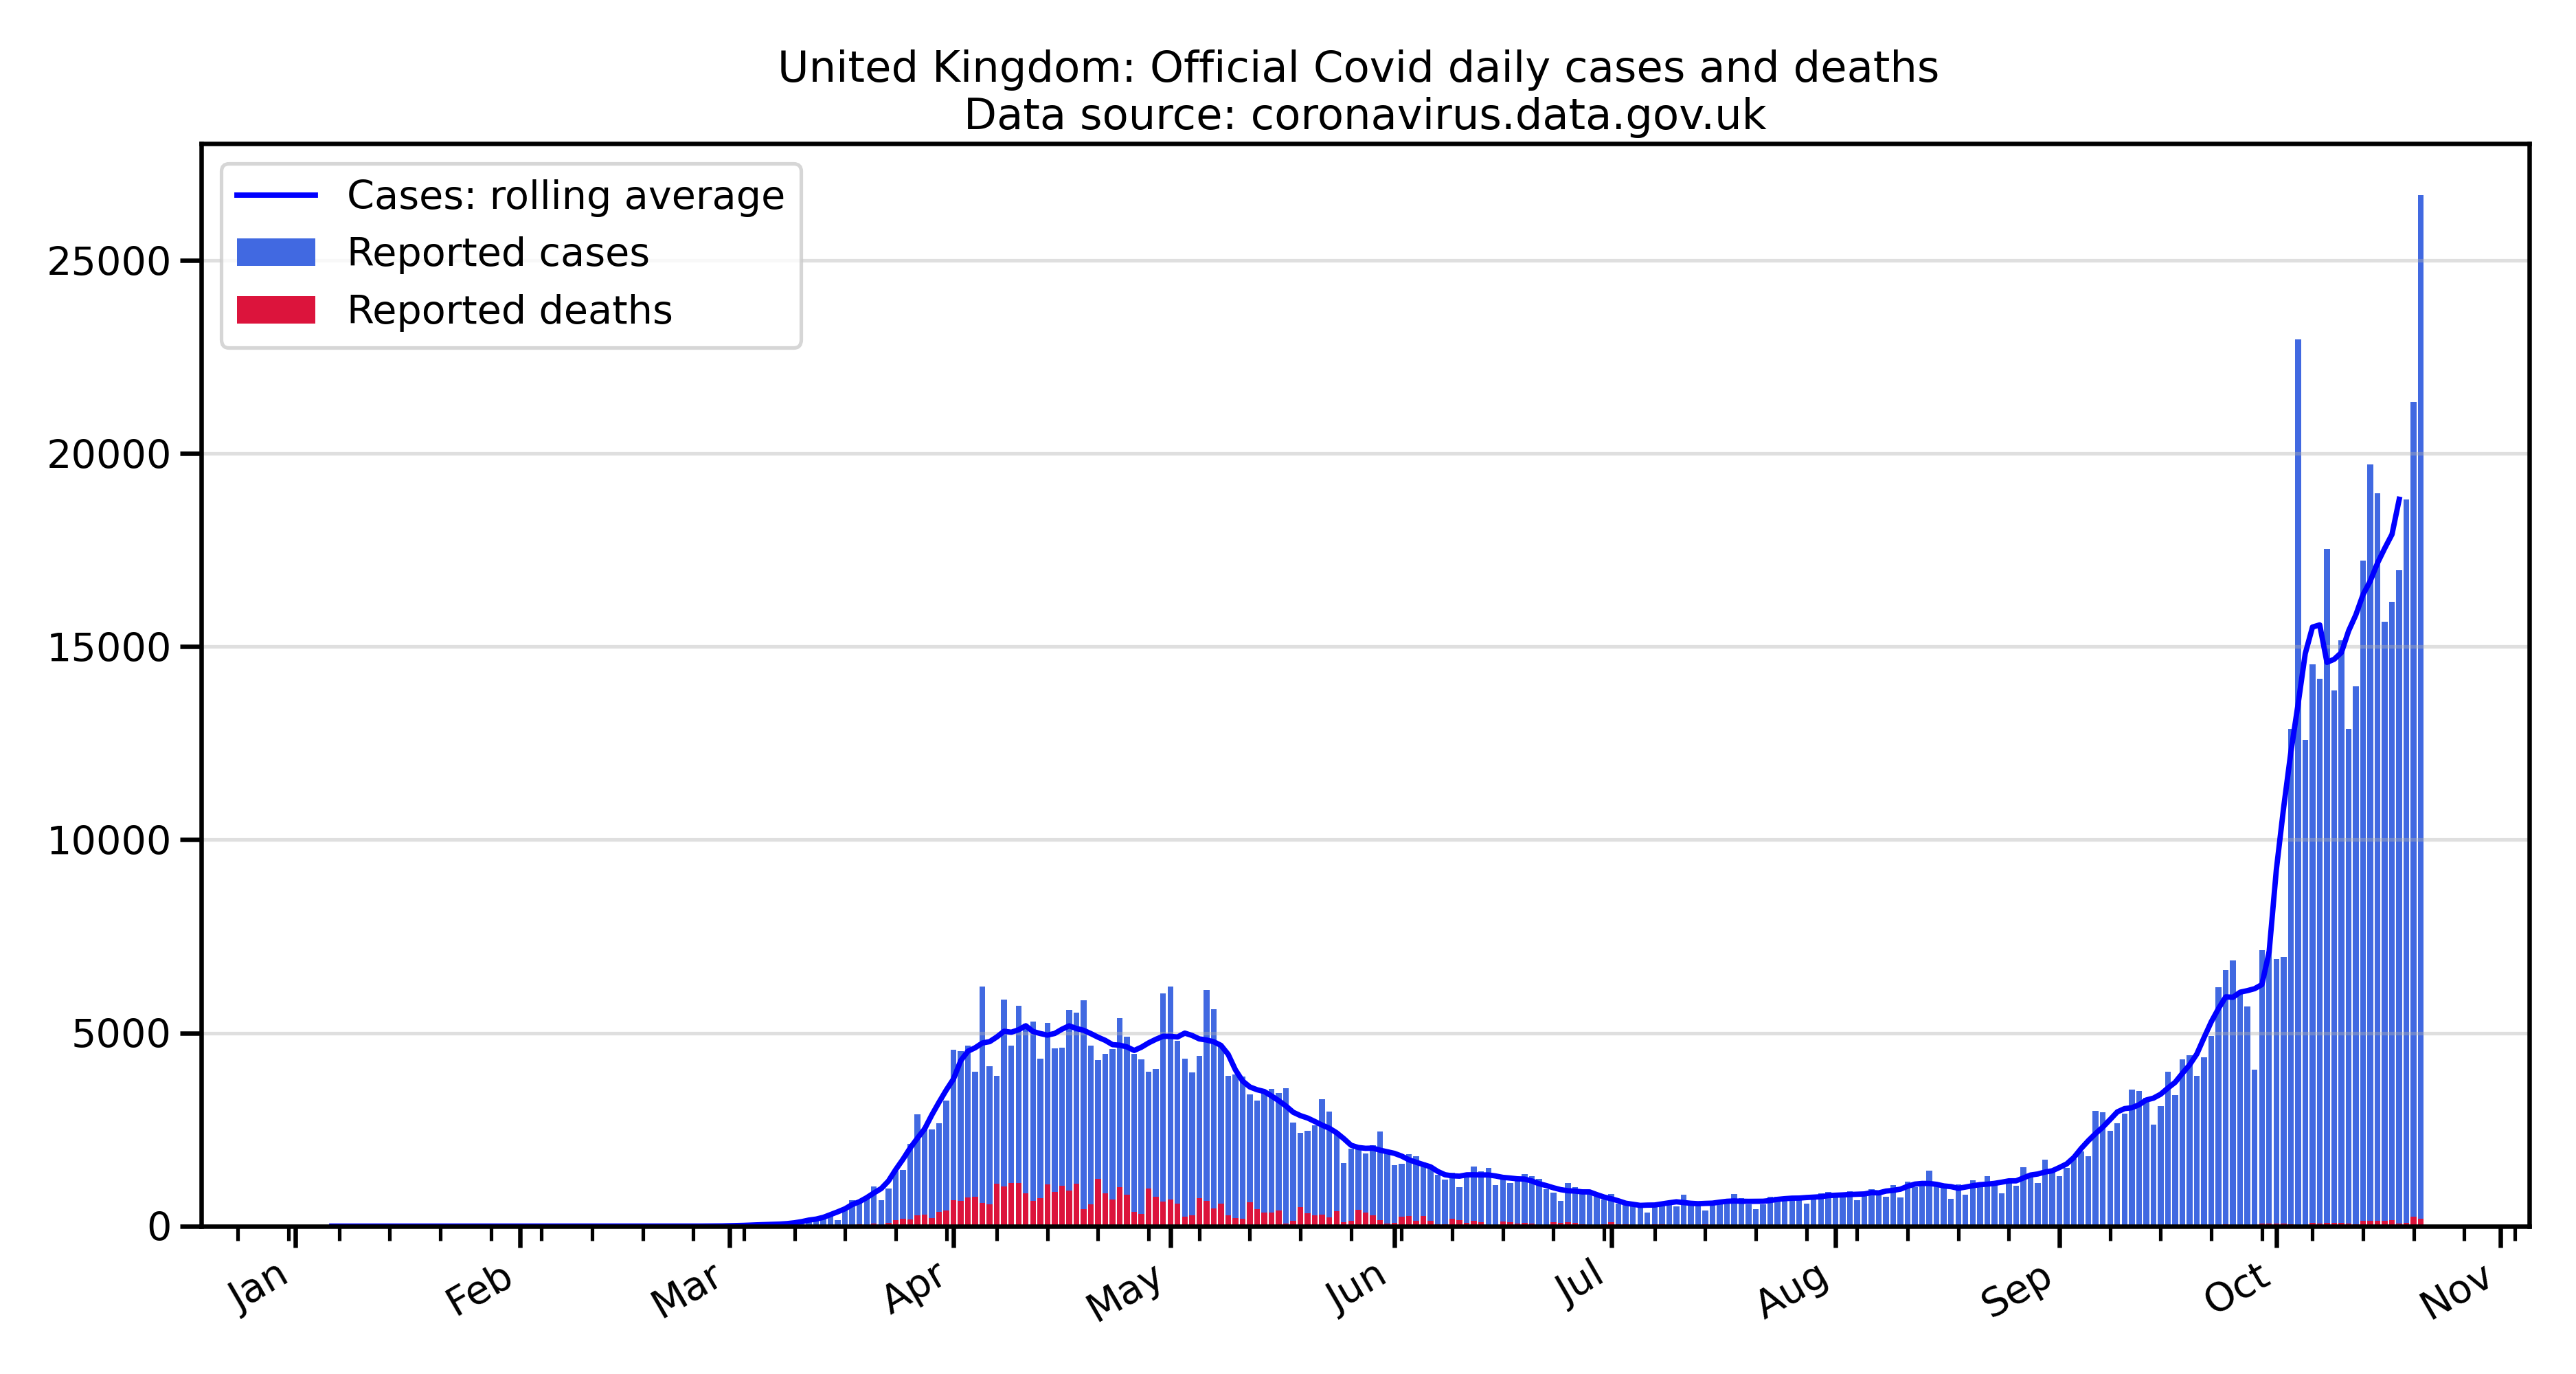 United Kingdom: Official Covid daily cases and deaths
Data source: coronavirus.data.gov.uk
Cases: rolling average
Reported cases
Reported deaths
25000
20000
15000
10000
5000
0
Jan Feb Mar Apr May Jun Jul Aug Sep Oct Nov